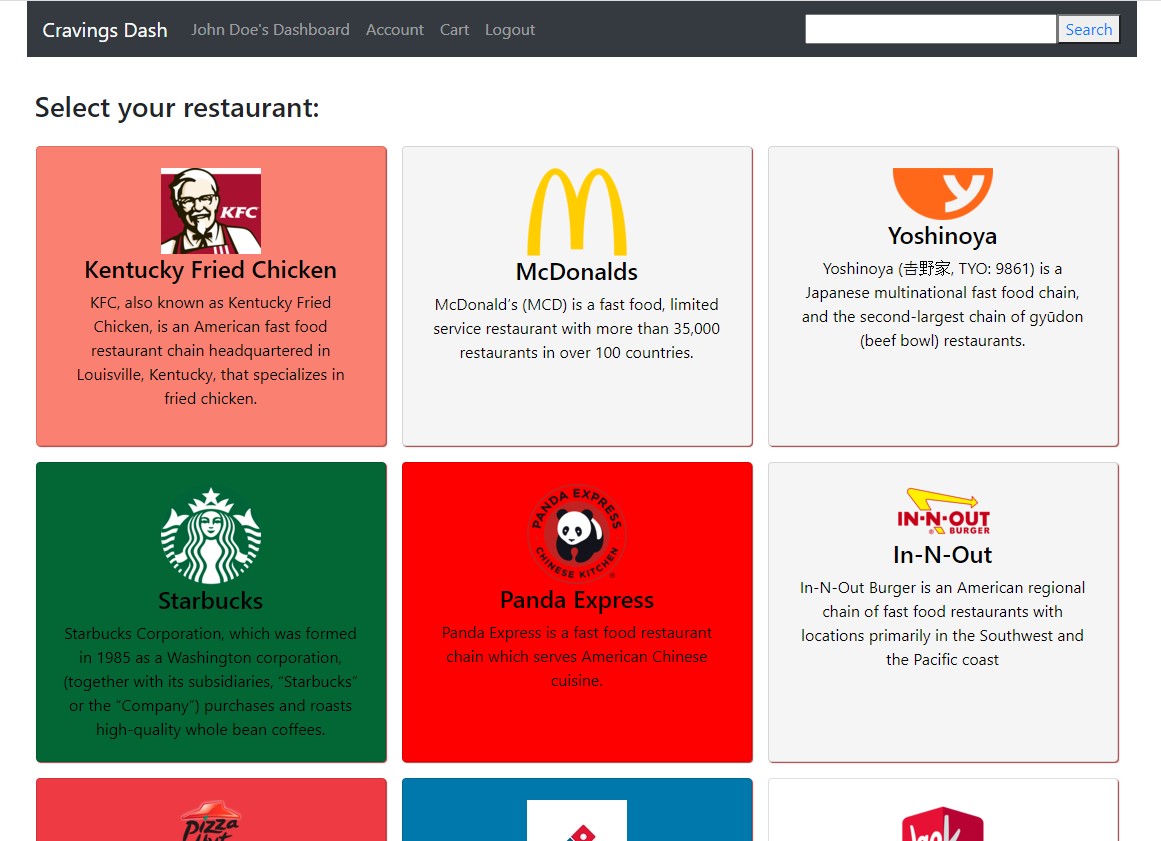 Cravings Dash John Doe's Dashboard Account Cart Logout Search
Select your restaurant:
KFC
Kentucky Fried Chicken
KFC, also known as Kentucky Fried
Chicken, is an American fast food
restaurant chain headquartered in
Louisville, Kentucky, that specializes in
fried chicken.
McDonalds
McDonald's (MCD) is a fast food, limited
service restaurant with more than 35,000
restaurants in over 100 countries.
Yoshinoya
Yoshinoya (吉野家, TYO: 9861) is a
Japanese multinational fast food chain,
and the second-largest chain of gyūdon
(beef bowl) restaurants.
Starbucks
Starbucks Corporation, which was formed
in 1985 as a Washington corporation,
(together with its subsidiaries, “Starbucks”
or the “Company”) purchases and roasts
high-quality whole bean coffees.
PANDA EXPRESS
CHINESE KITCHEN
Panda Express
Panda Express is a fast food restaurant
chain which serves American Chinese
cuisine.
IN-N-OUT
BURGER
In-N-Out
In-N-Out Burger is an American regional
chain of fast food restaurants with
locations primarily in the Southwest and
the Pacific coast
Pizza
Hut